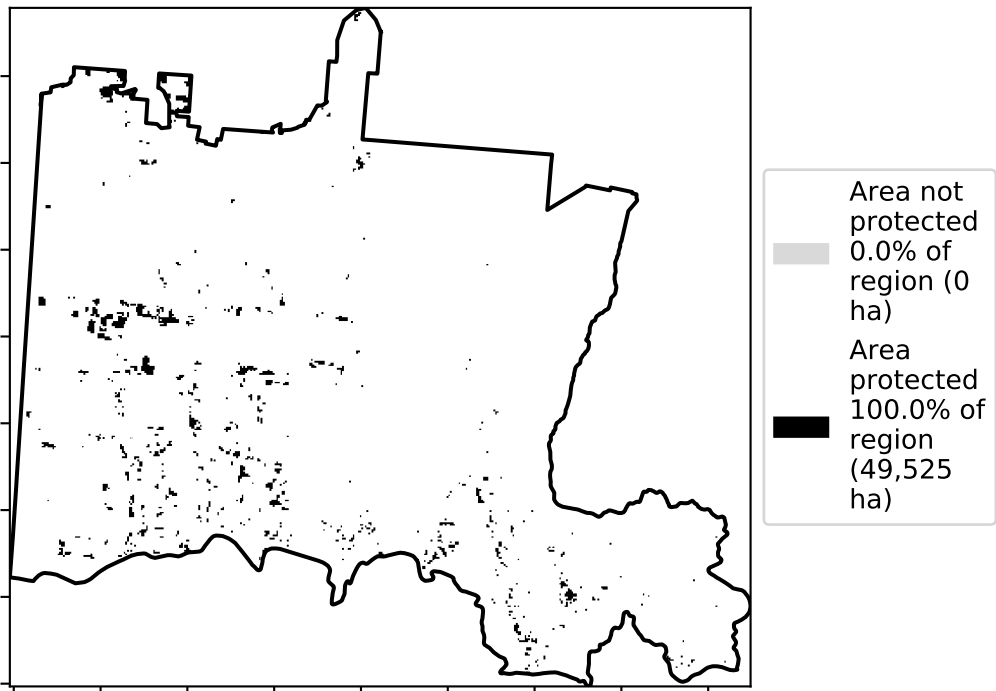 Area not
protected
0.0% of
region (0
ha)
Area
protected
100.0% of
region
(49,525
ha)